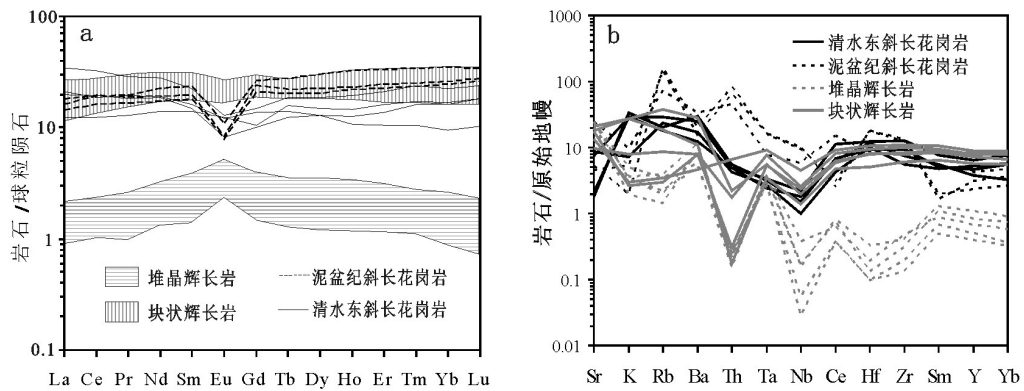 a
岩石/球粒陨石
100
10
1
0.1
堆晶辉长岩
泥盆纪斜长花岗岩
块状辉长岩
清水东斜长花岗岩
La Ce Pr Nd Sm Eu Gd Tb Dy Ho Er Tm Yb Lu
b
岩石/原始地幔
1000
100
10
1
0.1
0.01
清水东斜长花岗岩
泥盆纪斜长花岗岩
堆晶辉长岩
块状辉长岩
Sr K Rb Ba Th Ta Nb Ce Hf Zr Sm Y Yb